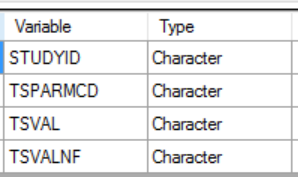 Variable Type
STUDYID Character
TSPARMCD Character
TSVAL Character
TSVALNF Character